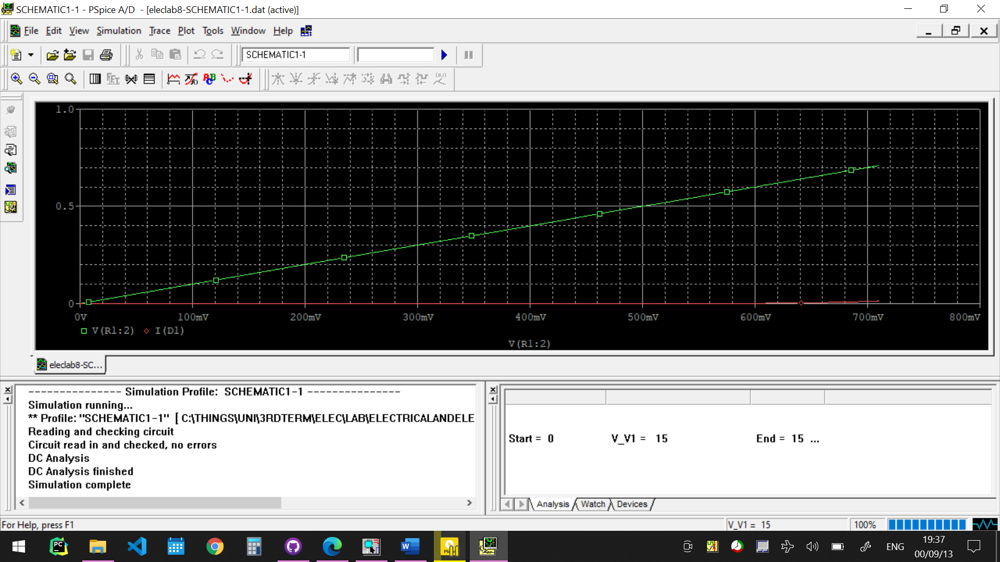 SCHEMATIC1-1 - PSpice A/D - [eleclab8-SCHEMATIC1-1.dat (active)]
File Edit View Simulation Trace Plot Tools Window Help
SCHEMATIC1-1
1.0
0.5
0
0V 100mV 200mV 300mV 400mV 500mV 600mV 700mV 800mV
V(R1:2) I(D1)
V(R1:2)
eleclab8-SC...
--------------- Simulation Profile: SCHEMATIC1-1 ---------------
Simulation running...
** Profile: "SCHEMATIC1-1" [ C:\THINGS\UNI\3RDTERM\ELEC\LAB\ELECTRICALANDELE
Reading and checking circuit
Circuit read in and checked, no errors
DC Analysis
DC Analysis finished
Simulation complete
Start = 0 V_V1 = 15 End = 15 ...
Analysis Watch Devices
For Help, press F1
V_V1 = 15 100%
ENG
19:37
00/09/13